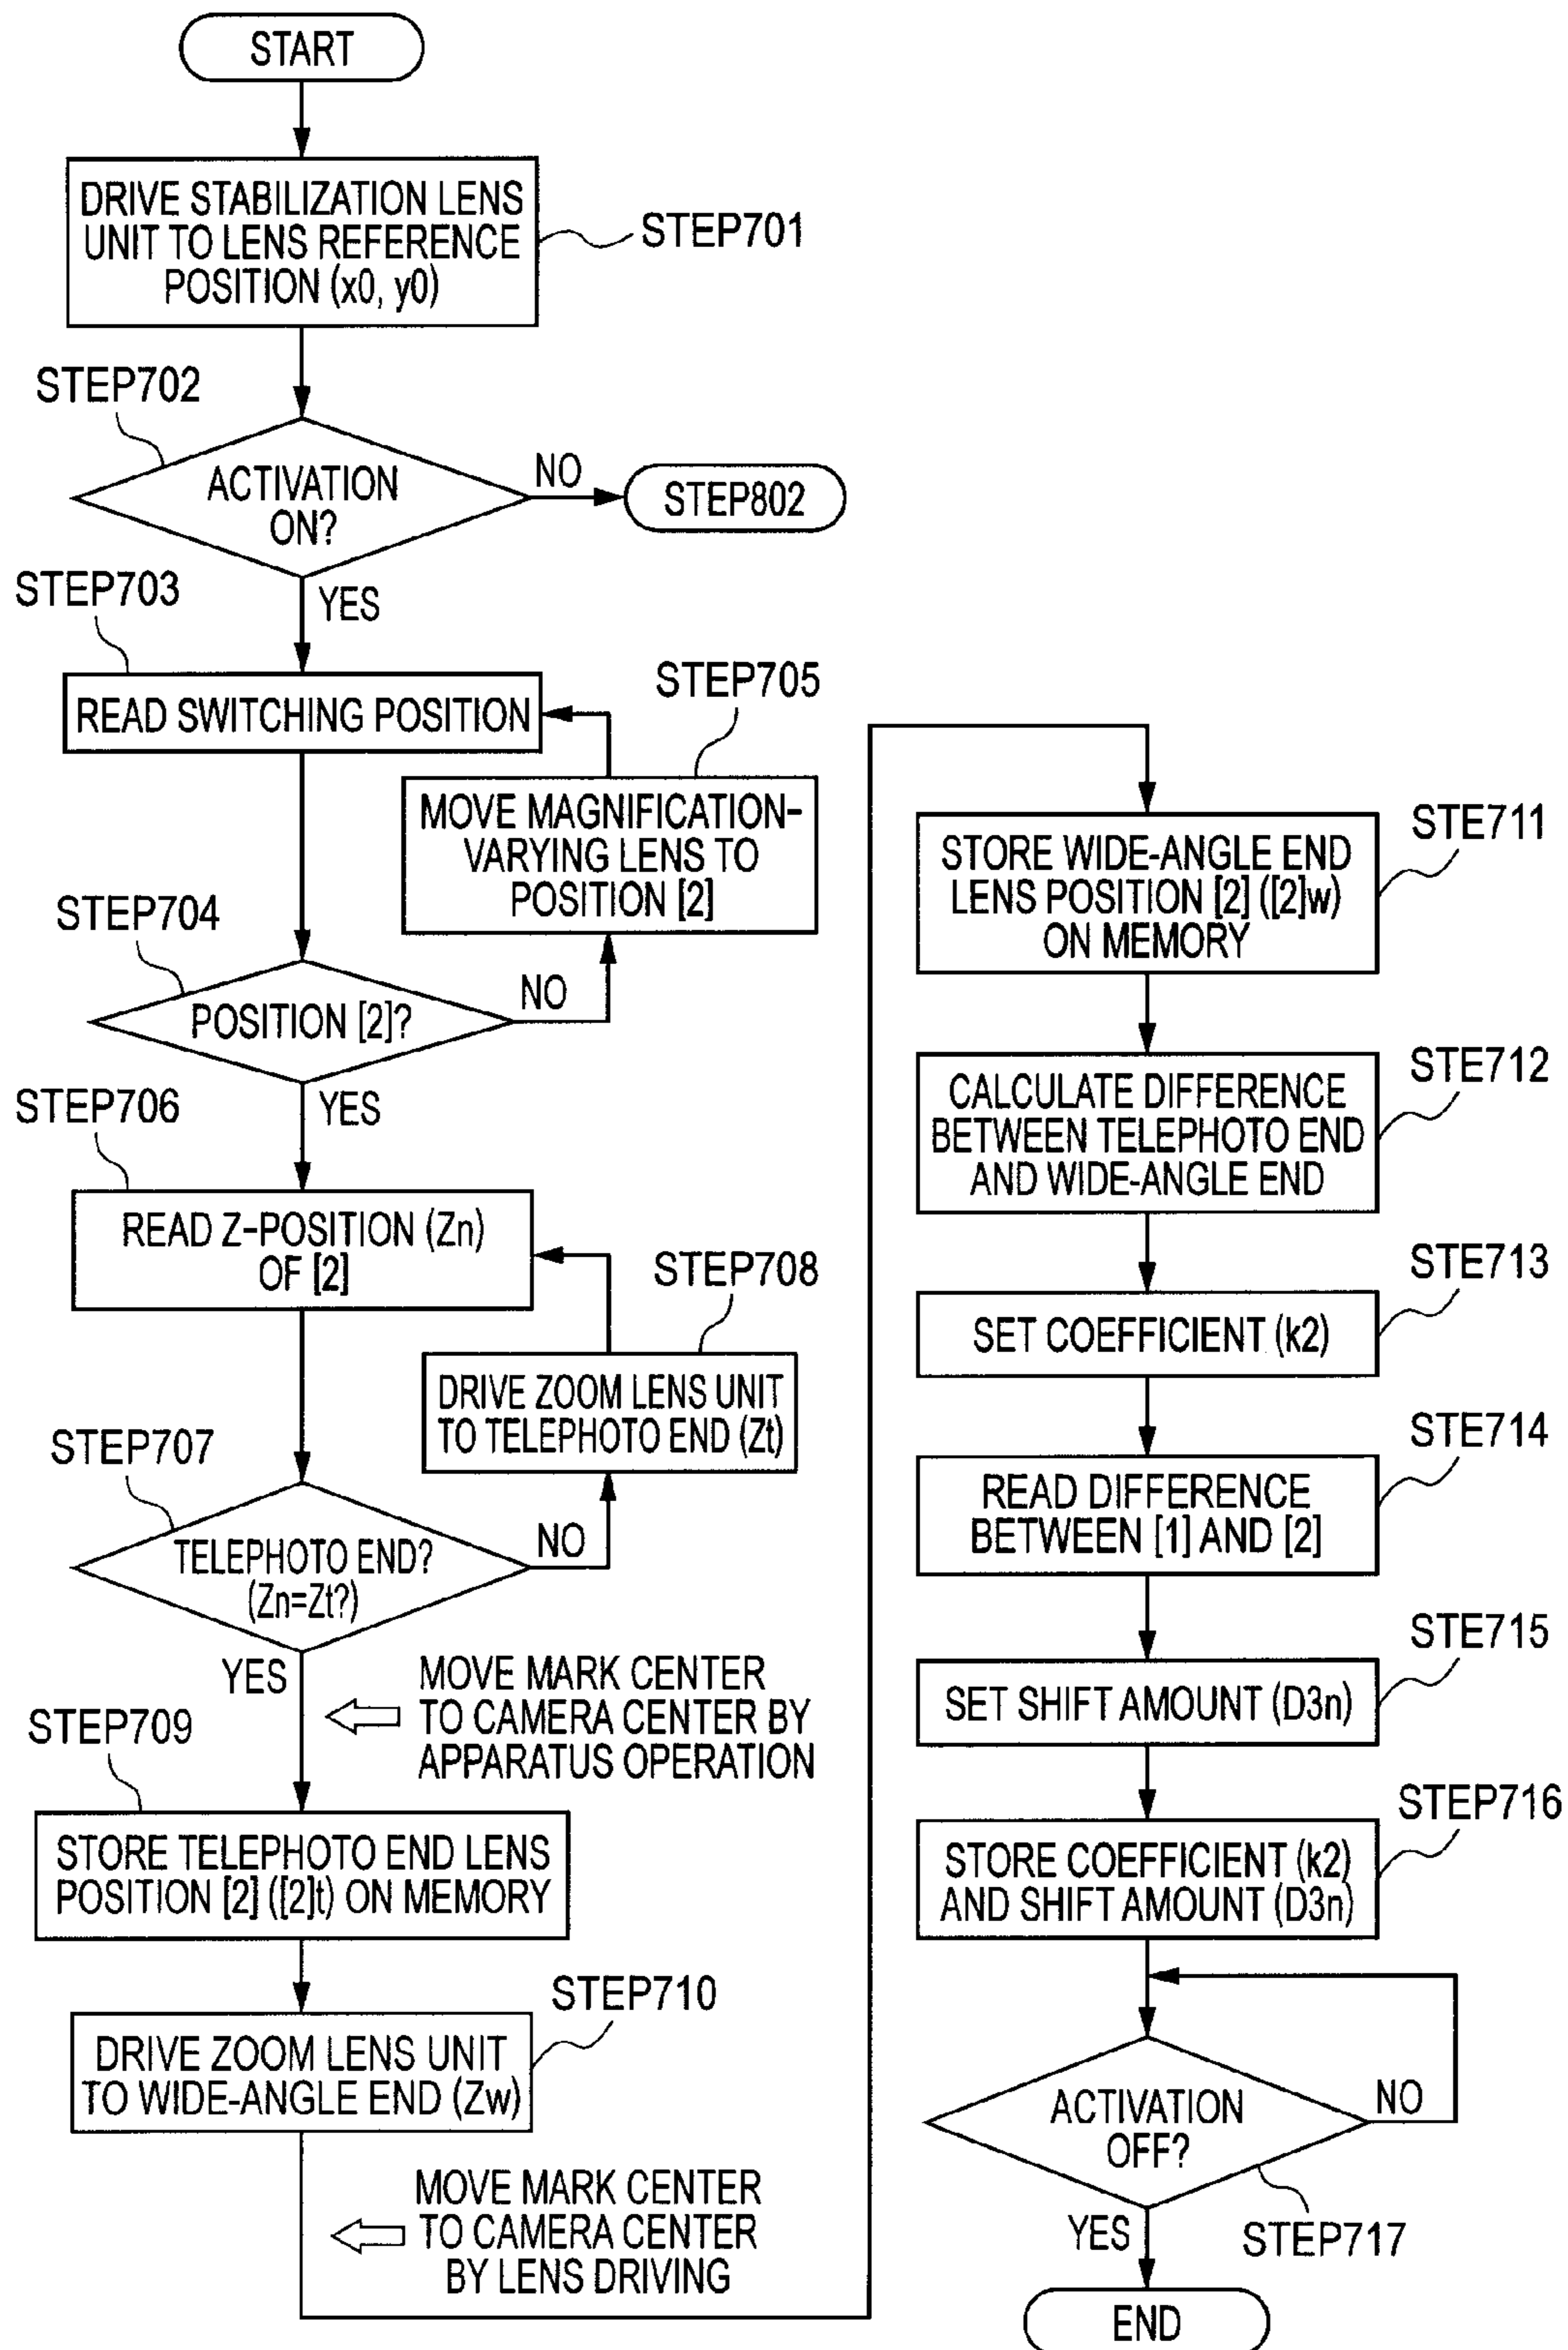 START
DRIVE STABILIZATION LENS
UNIT TO LENS REFERENCE
POSITION (x0, y0)
STEP701
STEP702
ACTIVATION
ON?
NO
STEP802
YES
STEP703
READ SWITCHING POSITION
STEP705
MOVE MAGNIFICATION-
VARYING LENS TO
POSITION [2]
STEP704
POSITION [2]?
NO
YES
STEP706
READ Z-POSITION (Zn)
OF [2]
STEP708
DRIVE ZOOM LENS UNIT
TO TELEPHOTO END (Zt)
STEP707
TELEPHOTO END?
(Zn=Zt?)
NO
YES
MOVE MARK CENTER
TO CAMERA CENTER BY
APPARATUS OPERATION
STEP709
STORE TELEPHOTO END LENS
POSITION [2] ([2]t) ON MEMORY
STEP710
DRIVE ZOOM LENS UNIT
TO WIDE-ANGLE END (Zw)
MOVE MARK CENTER
TO CAMERA CENTER
BY LENS DRIVING
STE711
STORE WIDE-ANGLE END
LENS POSITION [2] ([2]w)
ON MEMORY
STE712
CALCULATE DIFFERENCE
BETWEEN TELEPHOTO END
AND WIDE-ANGLE END
STE713
SET COEFFICIENT (k2)
STE714
READ DIFFERENCE
BETWEEN [1] AND [2]
STE715
SET SHIFT AMOUNT (D3n)
STEP716
STORE COEFFICIENT (k2)
AND SHIFT AMOUNT (D3n)
ACTIVATION
OFF?
NO
YES
STEP717
END